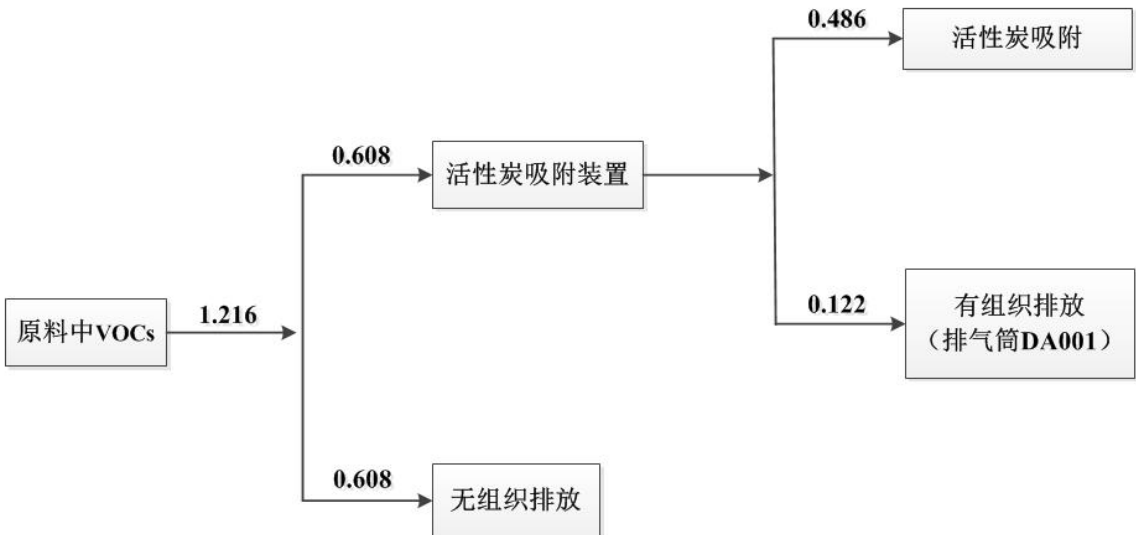 0.486
活性炭吸附
0.608
活性炭吸附装置
原料中VOCs
1.216
0.122
有组织排放
（排气筒DA001）
0.608
无组织排放